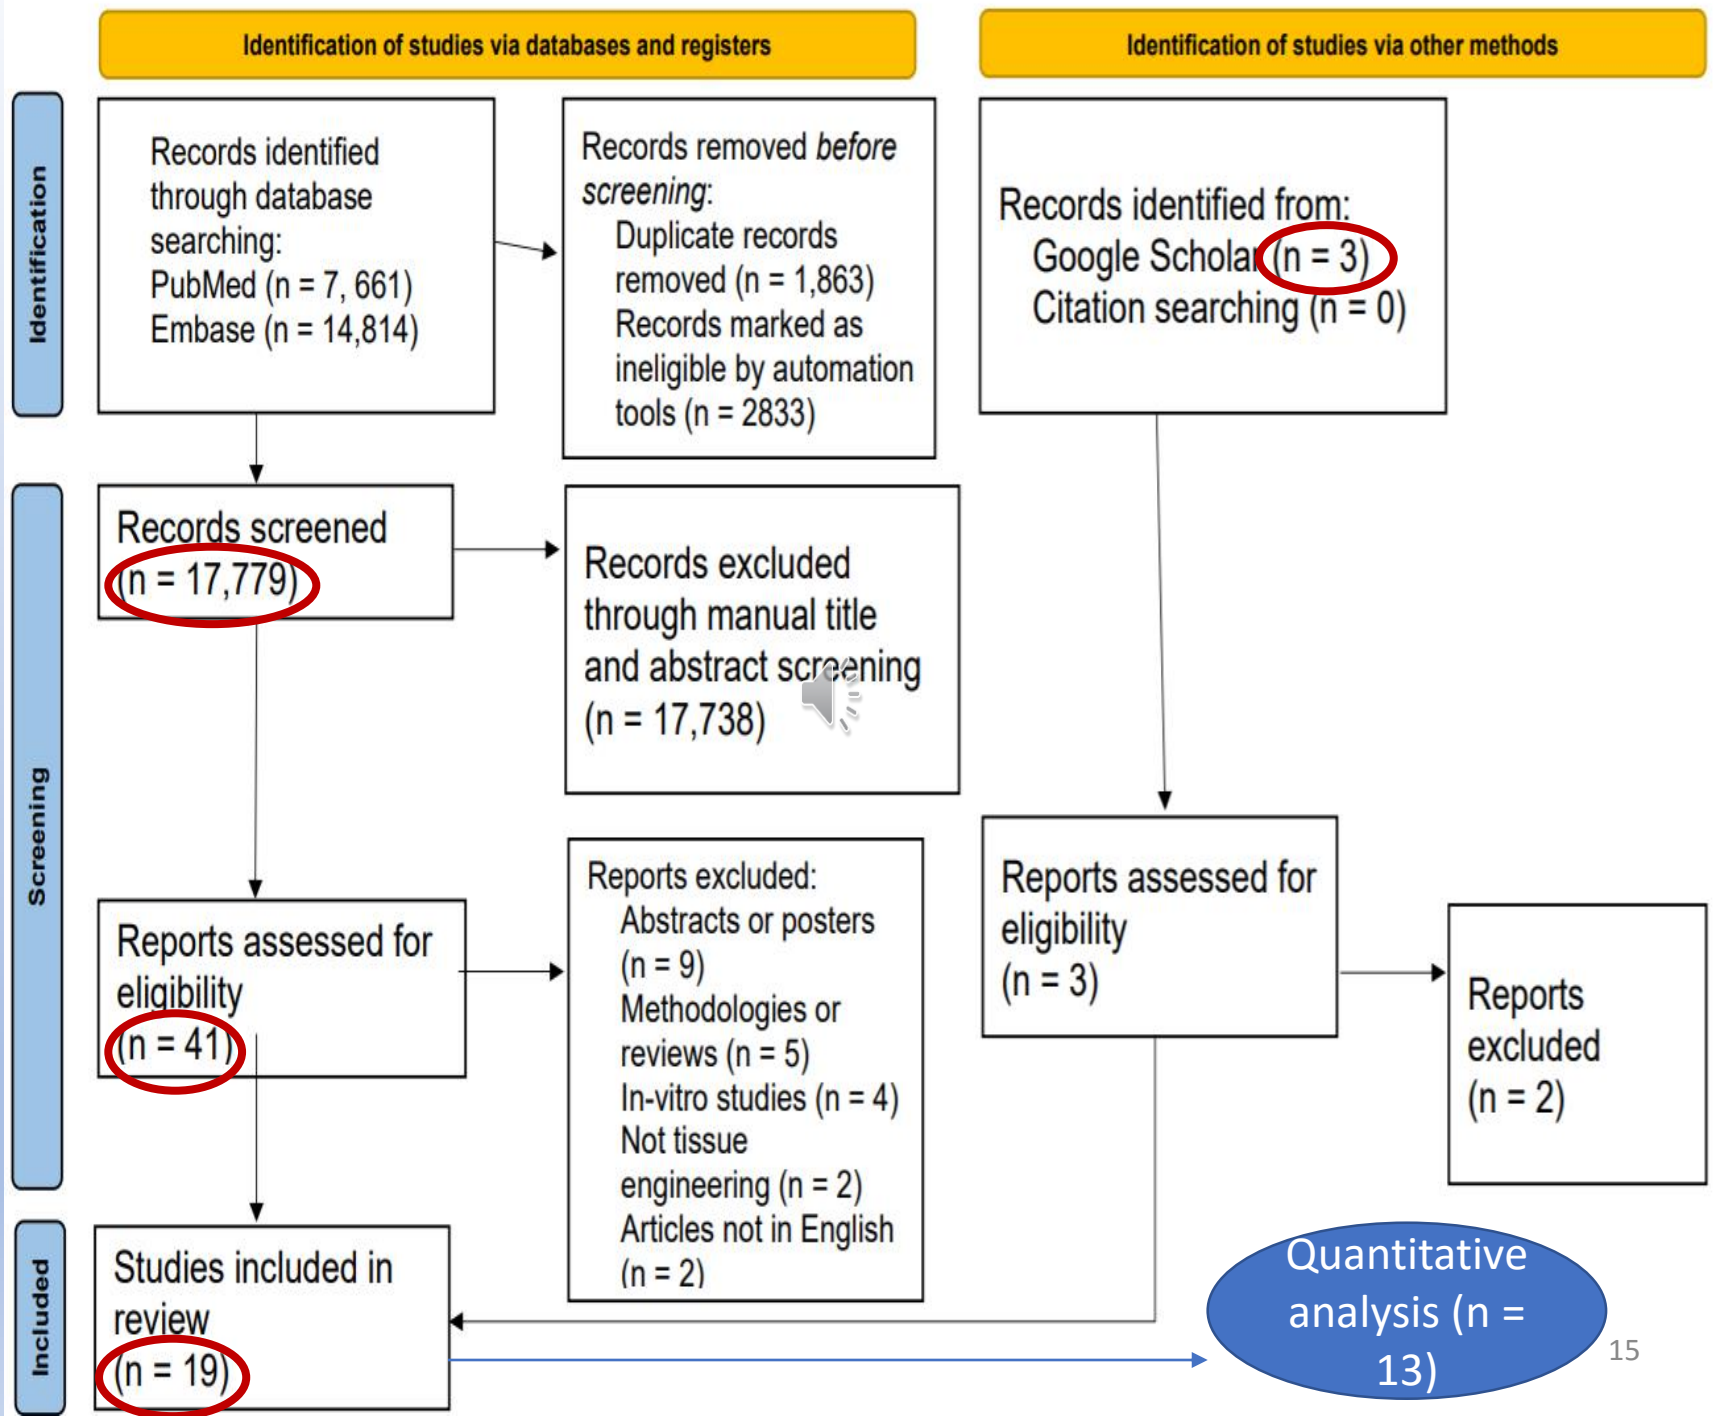 Identification of studies via databases and registers
Identification of studies via other methods
Identification
Records identified
through database
searching:
PubMed (n = 7, 661)
Embase (n = 14,814)
Records removed before
screening:
Duplicate records
removed (n = 1,863)
Records marked as
ineligible by automation
tools (n = 2833)
Records identified from:
Google Scholar (n = 3)
Citation searching (n = 0)
Screening
Records screened
(n = 17,779)
Records excluded
through manual title
and abstract screening
(n = 17,738)
Reports assessed for
eligibility
(n = 41)
Reports excluded:
Abstracts or posters
(n = 9)
Methodologies or
reviews (n = 5)
In-vitro studies (n = 4)
Not tissue
engineering (n = 2)
Articles not in English
(n = 2)
Reports assessed for
eligibility
(n = 3)
Reports
excluded
(n = 2)
Included
Studies included in
review
(n = 19)
Quantitative
analysis (n =
13)
15